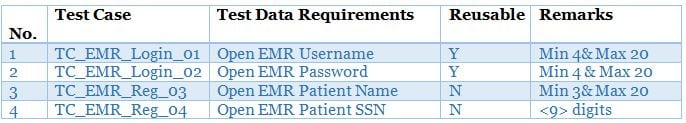 No. Test Case Test Data Requirements Reusable Remarks
1 TC_EMR_Login_01 Open EMR Username Y Min 4& Max 20
2 TC_EMR_Login_02 Open EMR Password Y Min 4 & Max 20
3 TC_EMR_Reg_03 Open EMR Patient Name N Min 3& Max 20
4 TC_EMR_Reg_04 Open EMR Patient SSN N <9> digits